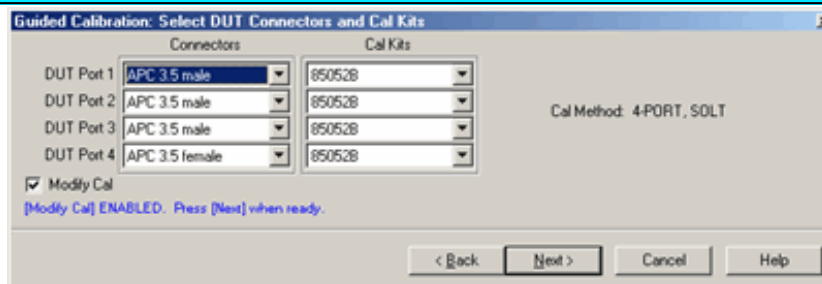 Guided Calibration: Select DUT Connectors and Cal Kits
Connectors Cal Kits
DUT Port 1 APC 3.5 male 85052B
DUT Port 2 APC 3.5 male 85052B
DUT Port 3 APC 3.5 male 85052B
DUT Port 4 APC 3.5 female 85052B
Cal Method: 4-PORT, SOLT
Modify Cal
[Modify Cal] ENABLED. Press [Next] when ready.
< Back Next > Cancel Help